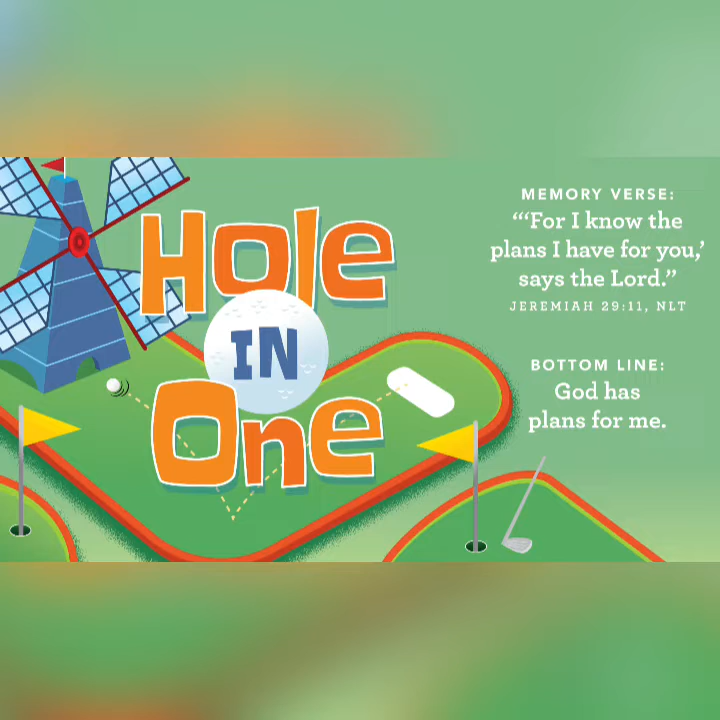 Hole
IN
One
MEMORY VERSE:
“‘For I know the
plans I have for you,’
says the Lord.”
JEREMIAH 29:11, NLT
BOTTOM LINE:
God has
plans for me.